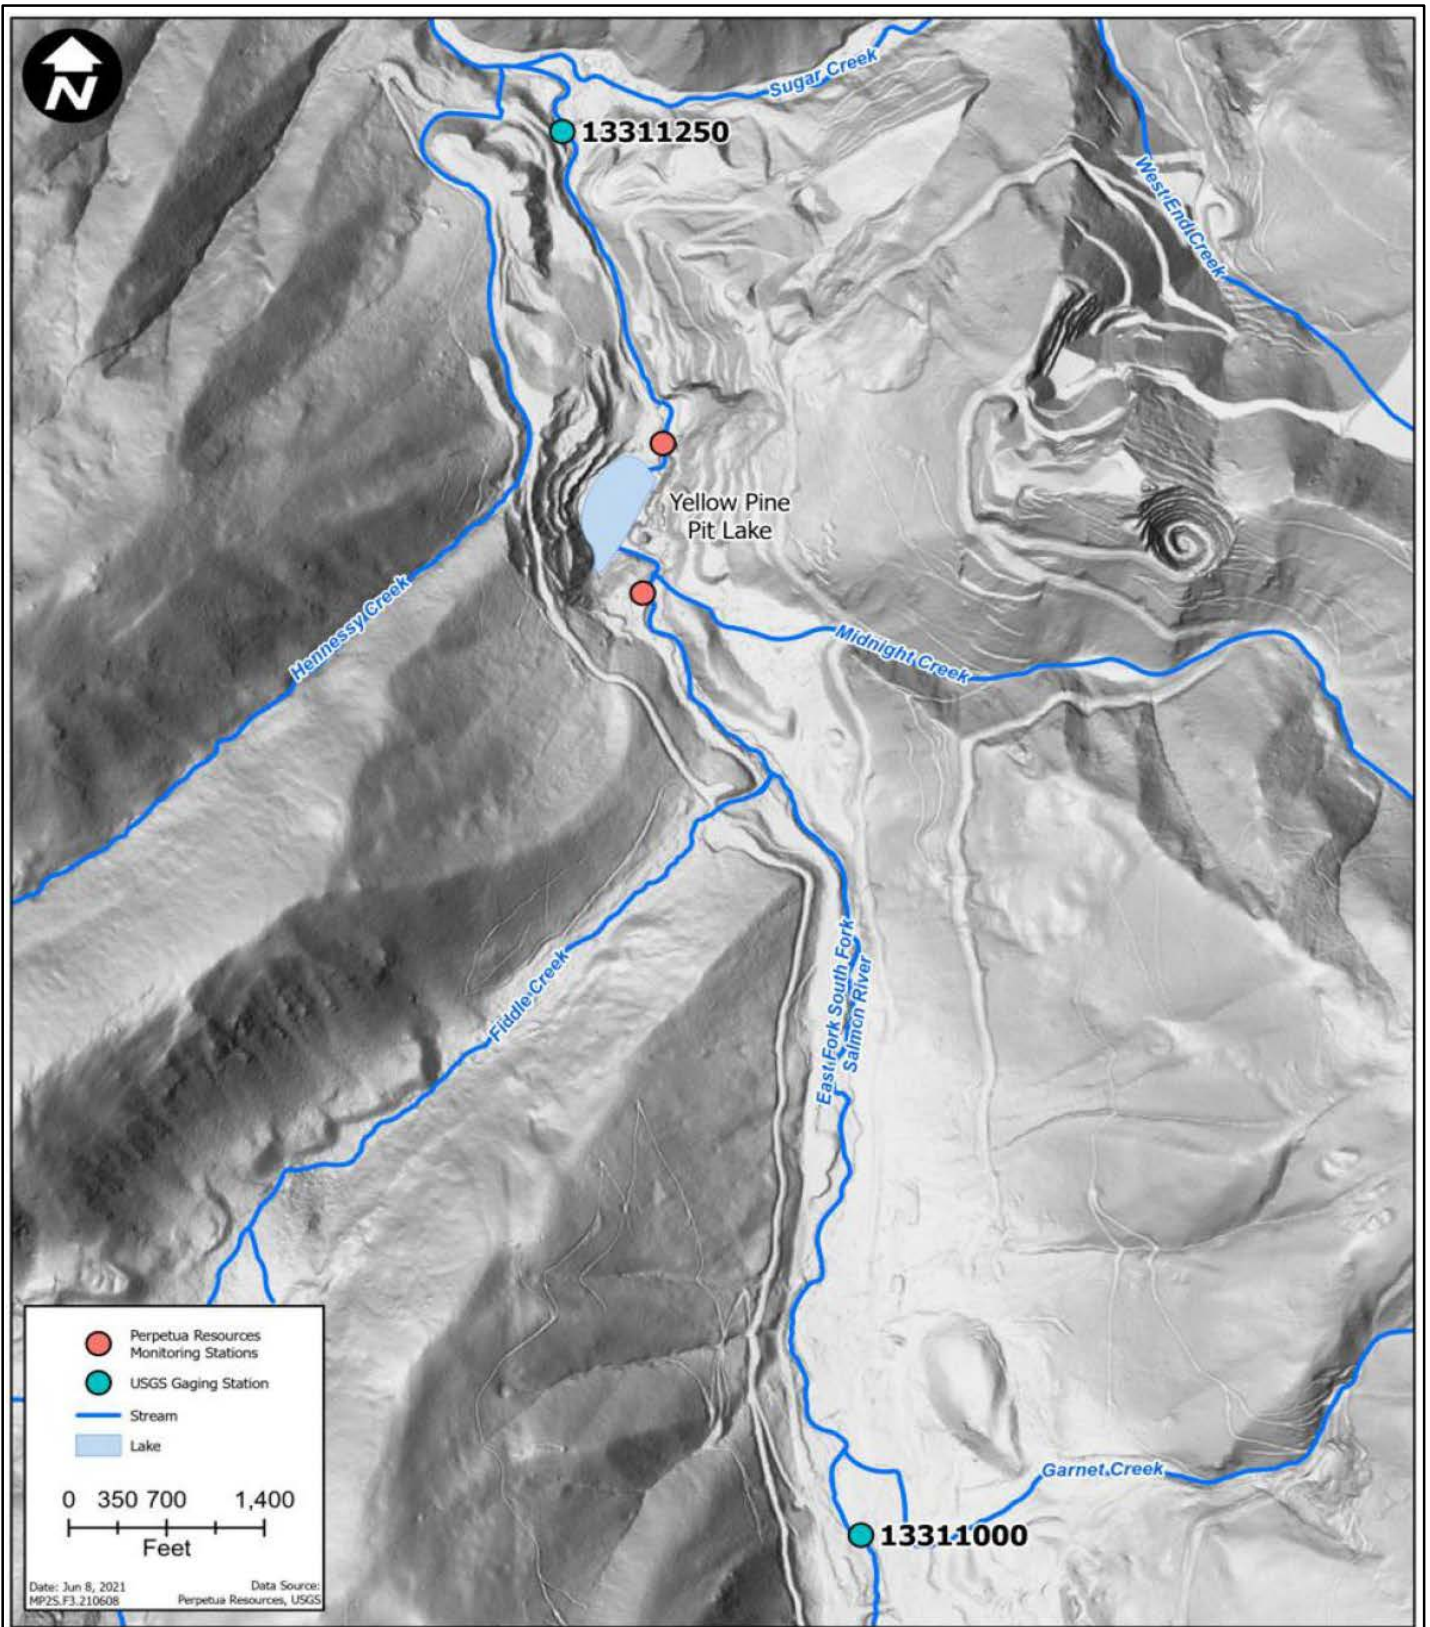 N
Sugar Creek
13311250
West End Creek
Yellow Pine
Pit Lake
Hennessy Creek
Midnight Creek
Fiddle Creek
East Fork South Fork
Salmon River
Garnet Creek
13311000
Perpetua Resources
Monitoring Stations
USGS Gaging Station
Stream
Lake
0 350 700 1,400
Feet
Date: Jun 8, 2021
MP2S.F3.210608
Data Source:
Perpetua Resources, USGS